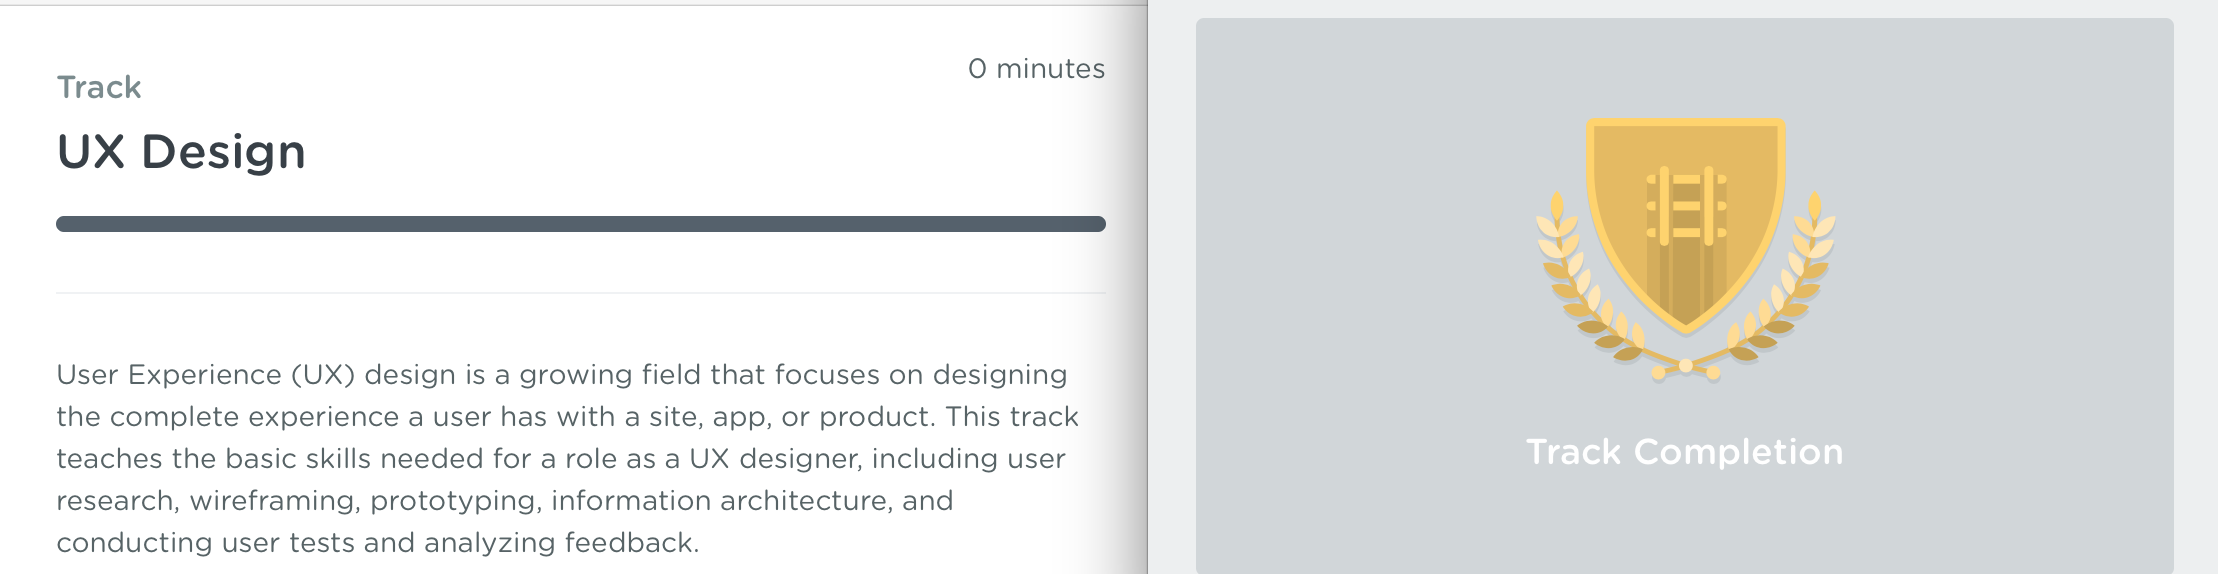 Track
0 minutes
UX Design
User Experience (UX) design is a growing field that focuses on designing
the complete experience a user has with a site, app, or product. This track
teaches the basic skills needed for a role as a UX designer, including user
research, wireframing, prototyping, information architecture, and
conducting user tests and analyzing feedback.
Track Completion